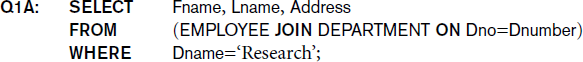 Q1A: SELECT Fname, Lname, Address
FROM (EMPLOYEE JOIN DEPARTMENT ON Dno=Dnumber)
WHERE Dname=‘Research’;